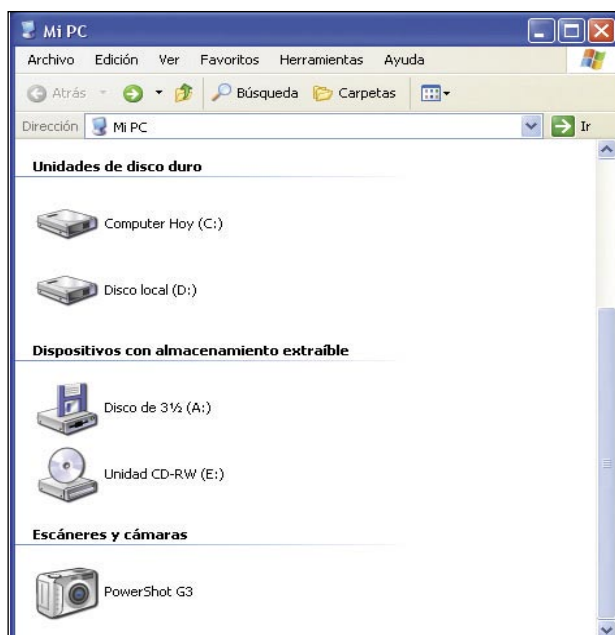 Mi PC
Archivo Edición Ver Favoritos Herramientas Ayuda
Atrás Búsqueda Carpetas
Dirección Mi PC Ir
Unidades de disco duro
Computer Hoy (C:)
Disco local (D:)
Dispositivos con almacenamiento extraíble
Disco de 3½ (A:)
Unidad CD-RW (E:)
Escáneres y cámaras
PowerShot G3